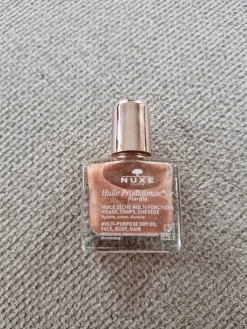 NUXE
Huile Prodigieuse®
Florale
HUILE SÈCHE MULTI-FONCTIONS
VISAGE, CORPS, CHEVEUX
MULTI-PURPOSE DRY OIL
FACE, BODY, HAIR